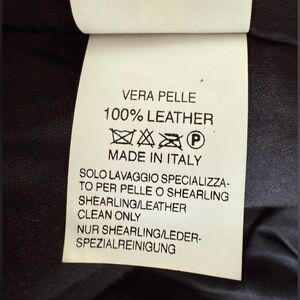 VERA PELLE
100% LEATHER
P
MADE IN ITALY
SOLO LAVAGGIO SPECIALIZZA-
TO PER PELLE O SHEARLING
SHEARLING/LEATHER
CLEAN ONLY
NUR SHEARLING/LEDER-
SPEZIALREINIGUNG